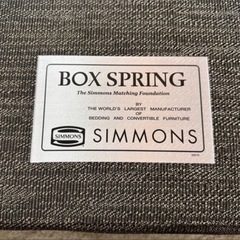 BOX SPRING
The Simmons Matching Foundation
BY
THE WORLD'S LARGEST MANUFACTURER
OF
BEDDING AND CONVERTIBLE FURNITURE
SIMMONS
SIMMONS